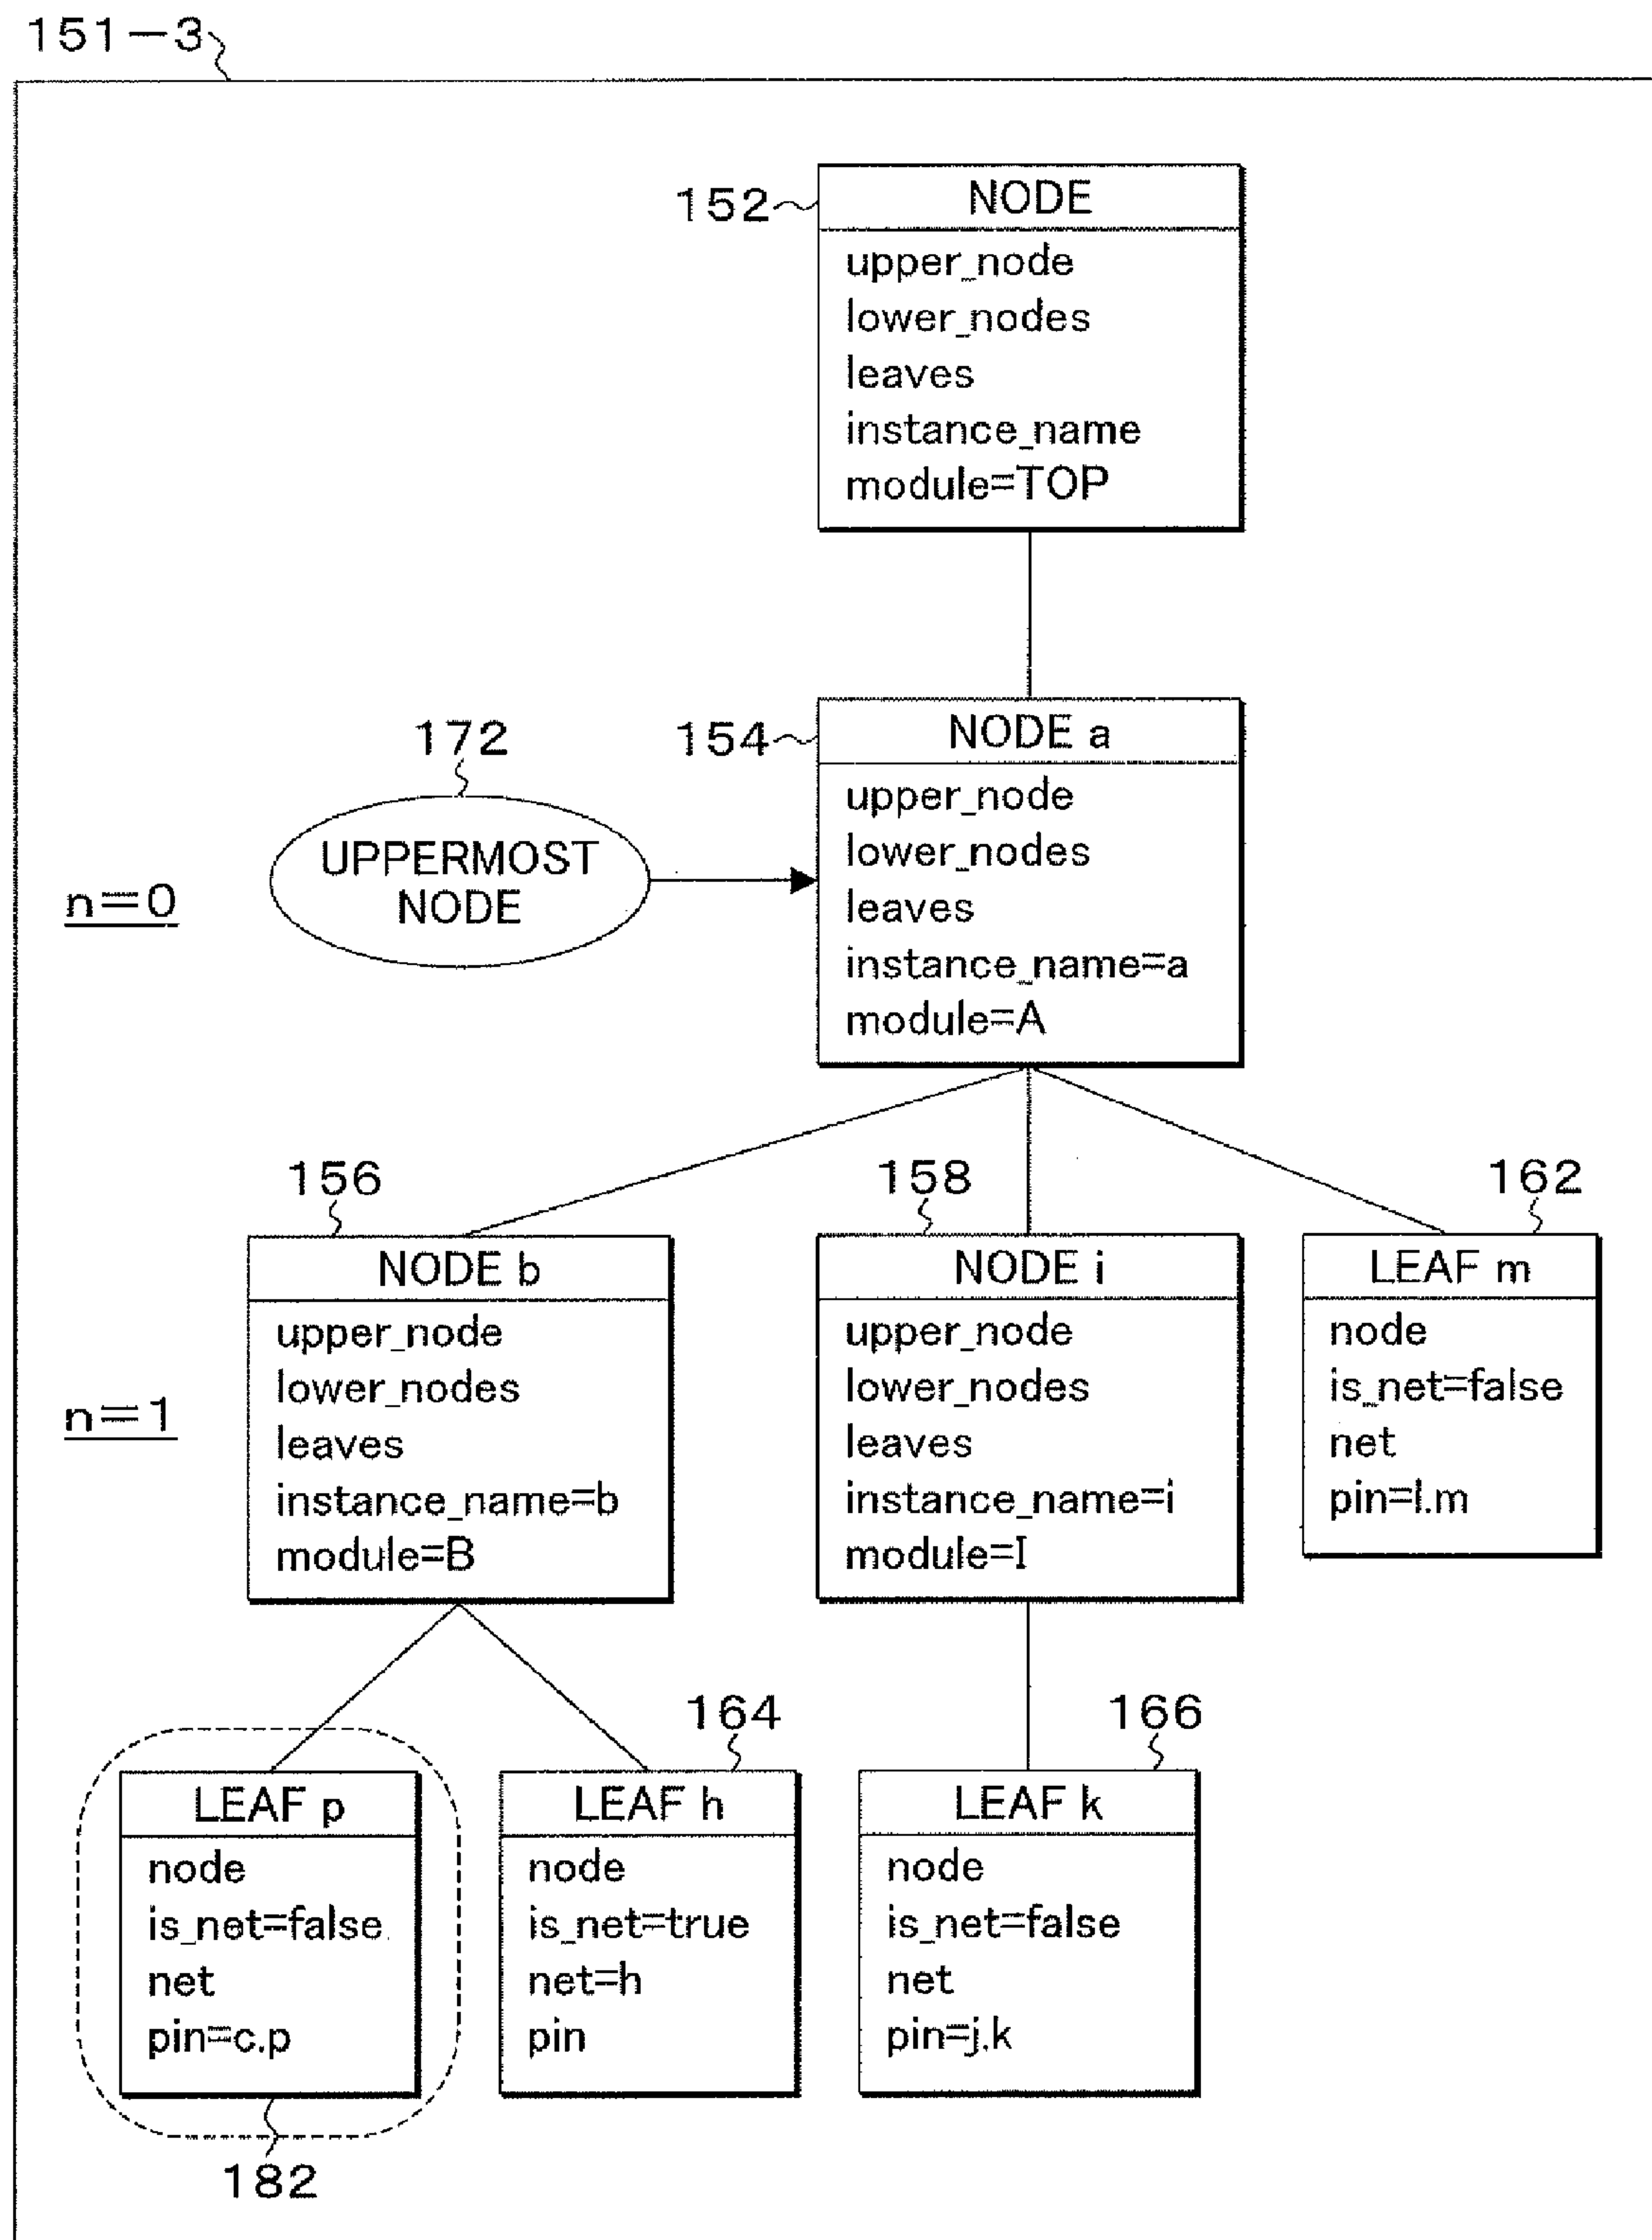 151-3
152
NODE
upper_node
lower_nodes
leaves
instance_name
module=TOP
172
154
NODE a
UPPERMOST
NODE
n=0
upper_node
lower_nodes
leaves
instance_name=a
module=A
156
158
162
NODE b
upper_node
lower_nodes
leaves
instance_name=b
module=B
NODE i
upper_node
lower_nodes
leaves
instance_name=i
module=I
LEAF m
node
is_net=false
net
pin=l.m
n=1
164
166
LEAF p
node
is_net=false
net
pin=c.p
LEAF h
node
is_net=true
net=h
pin
LEAF k
node
is_net=false
net
pin=j.k
182